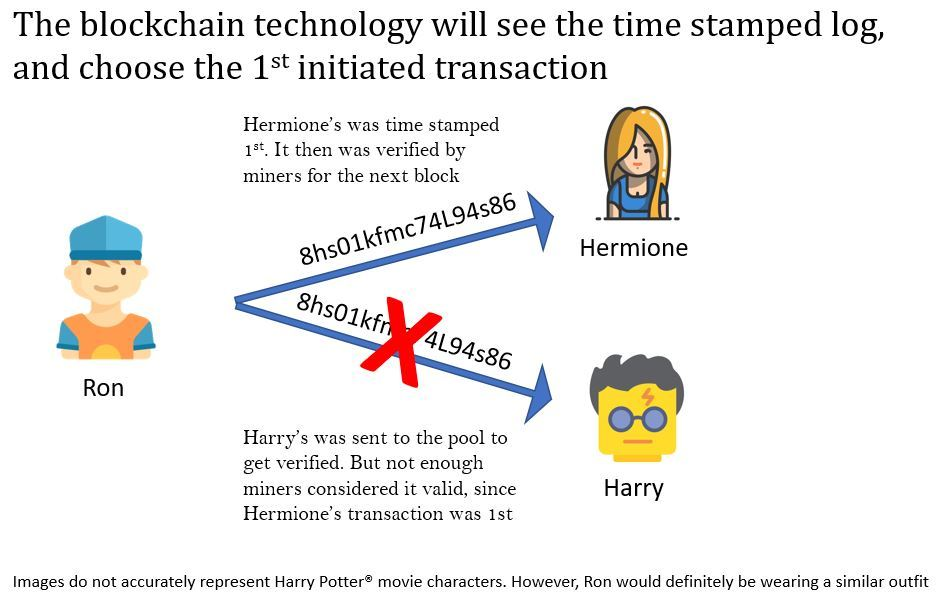 The blockchain technology will see the time stamped log,
and choose the 1st initiated transaction
Hermione's was time stamped
1st. It then was verified by
miners for the next block
8hs01kfmc74L94s86
Hermione
8hs01kfm 4L94s86
Ron
Harry's was sent to the pool to
get verified. But not enough
miners considered it valid, since
Hermione's transaction was 1st
Harry
Images do not accurately represent Harry Potter® movie characters. However, Ron would definitely be wearing a similar outfit